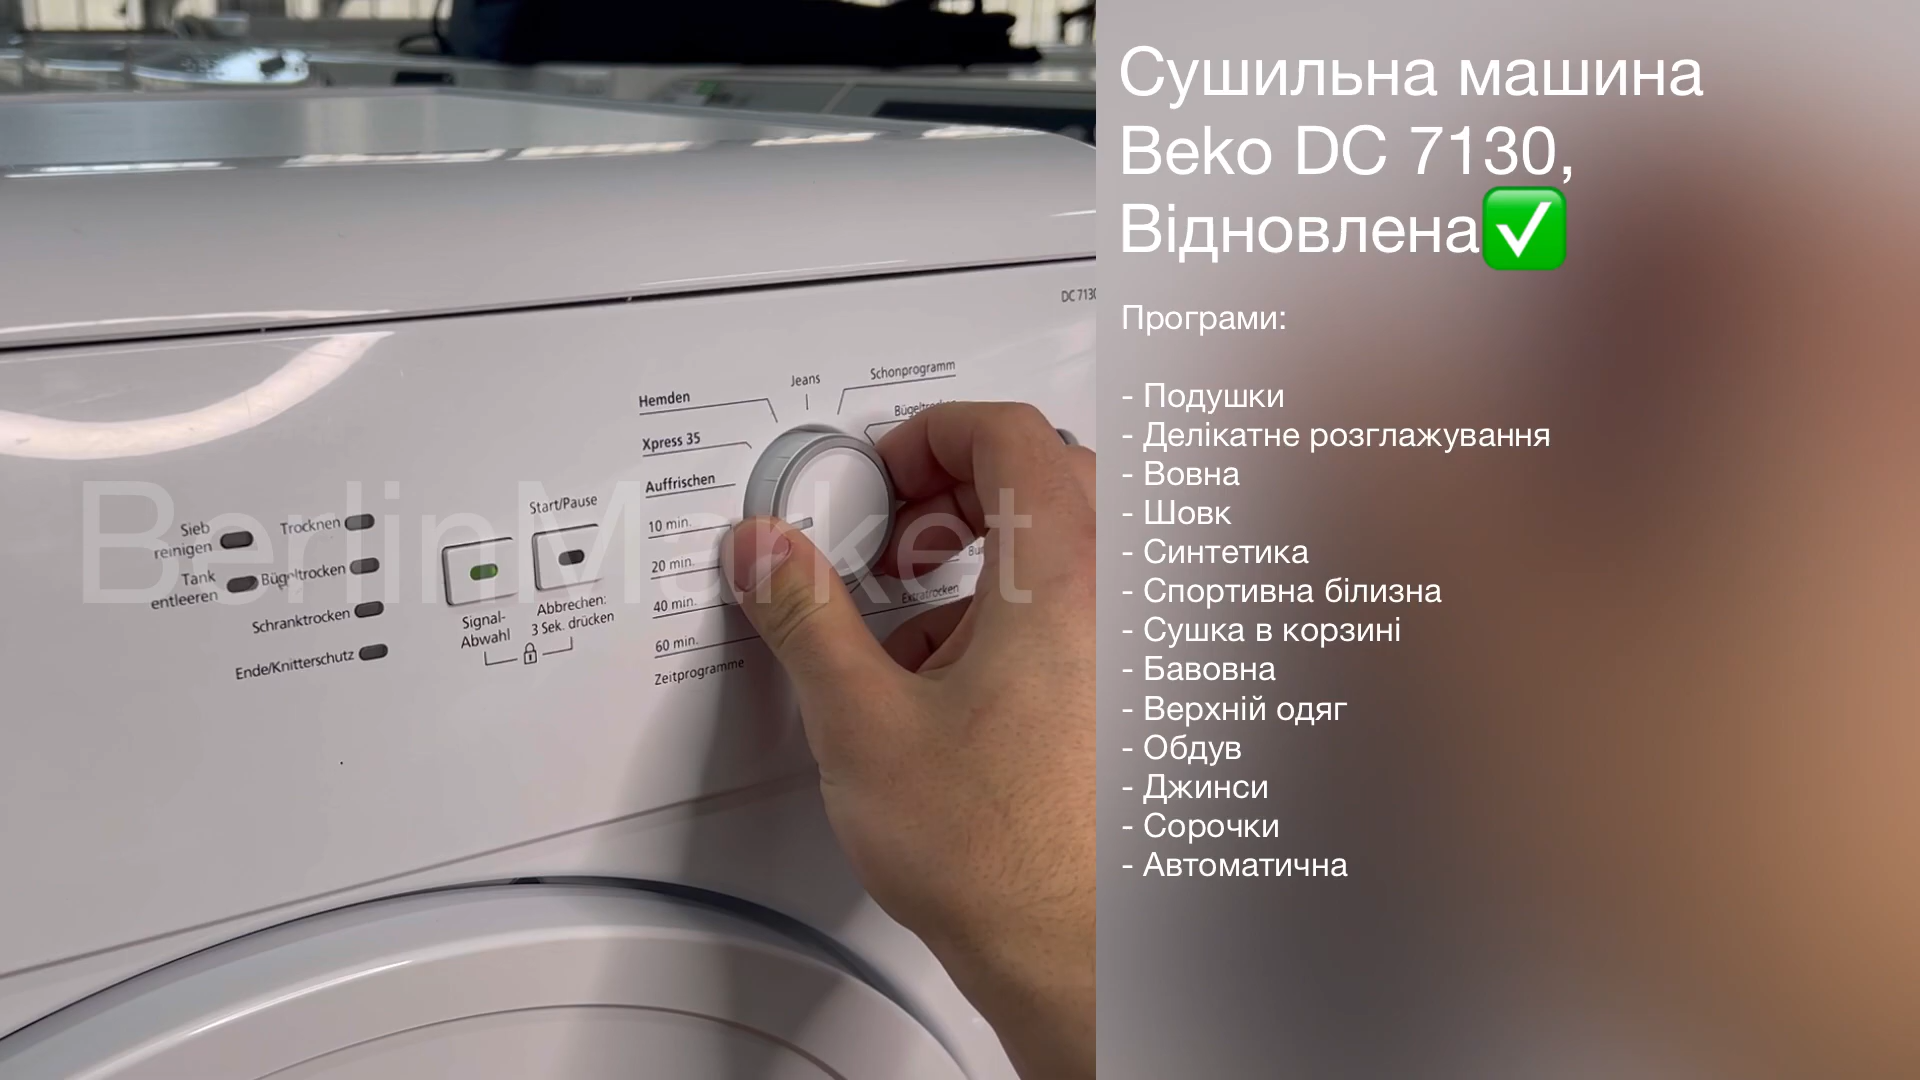 DC 7130
Jeans
Schonprogramm
Hemden
Xpress 35
Auffrischen
10 min.
20 min.
40 min.
60 min.
Zeitprogramme
Extratrocken
Start/Pause
Abbrechen:
3 Sek. drücken
Signal-
Abwahl
Sieb
reinigen
Tank
entleeren
Trocknen
Bügeltrocken
Schranktrocken
Ende/Knitterschutz
BerlinMarket
Сушильна машина
Beko DC 7130,
Відновлена✅
Програми:
- Подушки
- Делікатне розглажування
- Вовна
- Шовк
- Синтетика
- Спортивна білизна
- Сушка в корзині
- Бавовна
- Верхній одяг
- Обдув
- Джинси
- Сорочки
- Автоматична